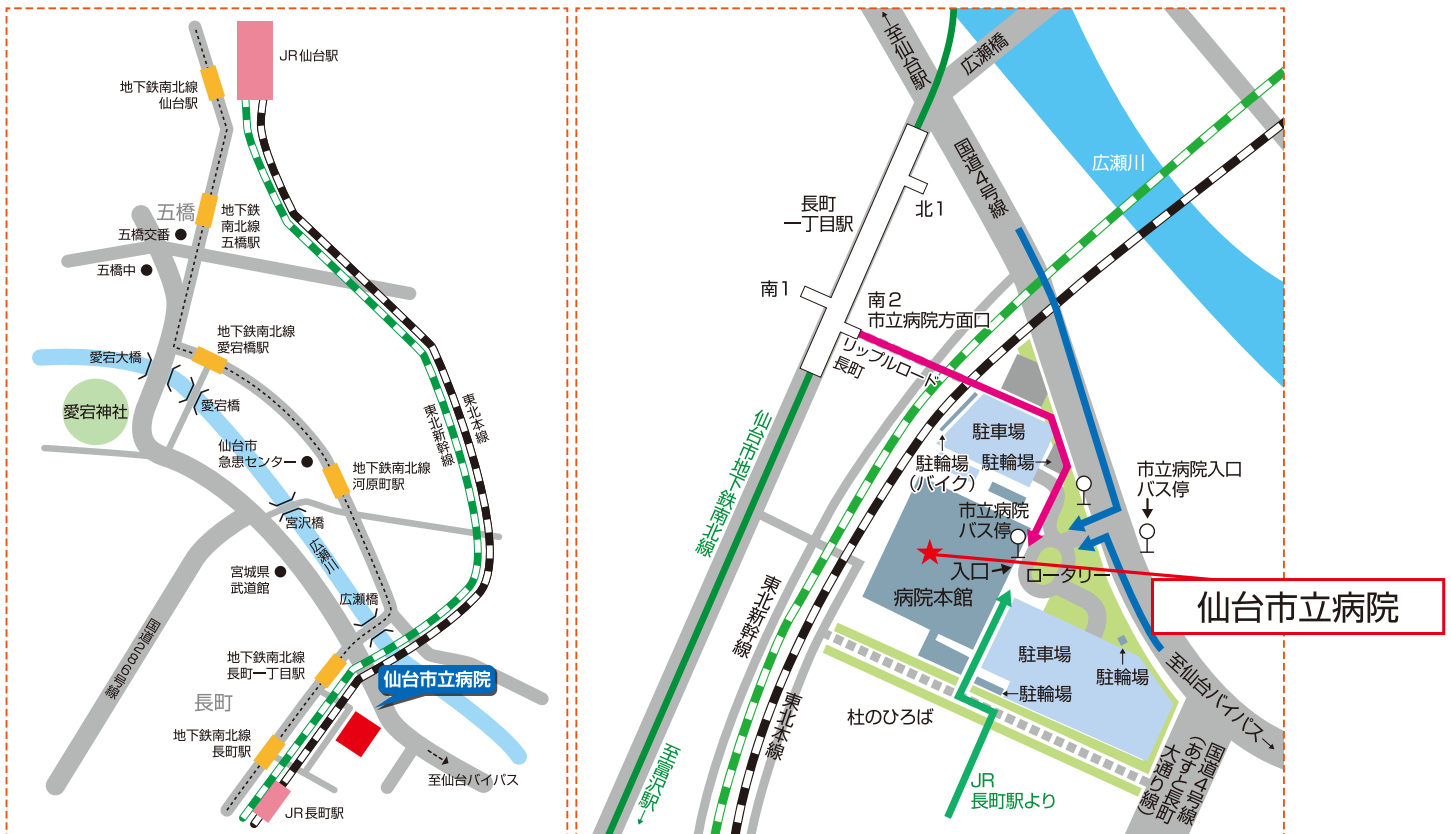 JR仙台駅
地下鉄南北線
仙台駅
五橋
地下鉄
南北線
五橋駅
五橋交番
五橋中
地下鉄南北線
愛宕橋駅
愛宕大橋
愛宕神社
愛宕橋
東北新幹線
東北本線
仙台市
急患センター
地下鉄南北線
河原町駅
宮沢橋
広瀬川
宮城県
武道館
広瀬橋
国道286号線
地下鉄南北線
長町一丁目駅
仙台市立病院
長町
地下鉄南北線
長町駅
至仙台バイパス
JR長町駅
←至仙台駅
広瀬橋
国道4号線
広瀬川
長町
一丁目駅
北1
南1
南2
市立病院方面口
リップルロード
長町
仙台市地下鉄南北線
駐車場
駐輪場
(バイク)
駐輪場
市立病院入口
バス停
市立病院
バス停
入口
ロータリー
病院本館
仙台市立病院
東北新幹線
駐車場
駐輪場
駐輪場
至仙台バイパス→
杜のひろば
東北本線
国道4号線
(あすと長町
大通り線)
至富沢駅→
JR
長町駅より